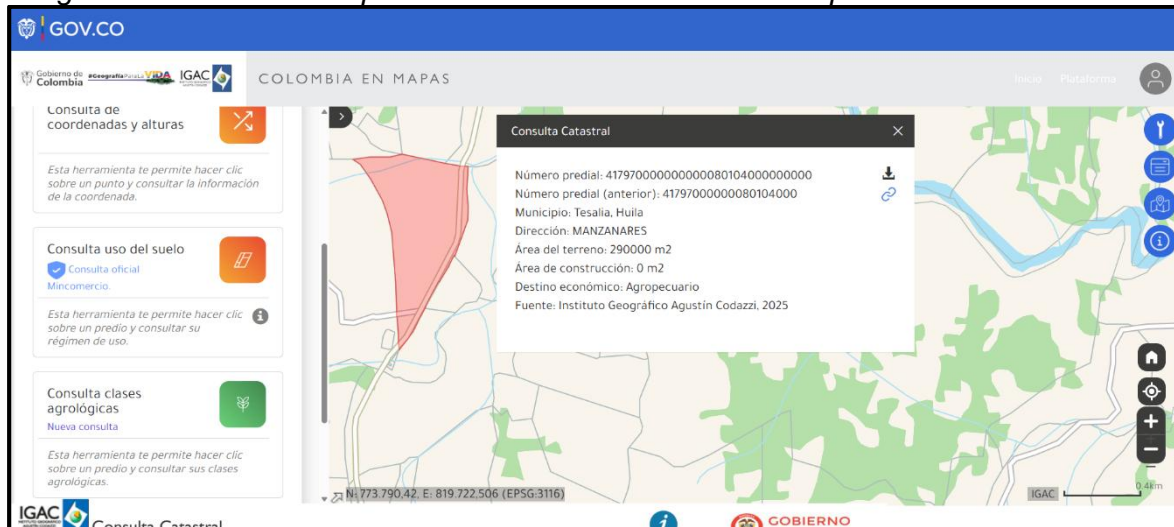 GOV.CO
Gobierno de
Colombia
#GeografíaParaLa VIDA
IGAC
COLOMBIA EN MAPAS
Inicio
Plataforma
Consulta de
coordenadas y alturas
Esta herramienta te permite hacer clic
sobre un punto y consultar la información
de la coordenada.
Consulta uso del suelo
Consulta oficial
Mincomercio.
Esta herramienta te permite hacer clic
sobre un predio y consultar su
régimen de uso.
Consulta clases
agrológicas
Nueva consulta
Esta herramienta te permite hacer clic
sobre un predio y consultar sus clases
agrológicas.
Consulta Catastral
Número predial: 417970000000000080104000000000
Número predial (anterior): 41797000000080104000
Municipio: Tesalia, Huila
Dirección: MANZANARES
Área del terreno: 290000 m2
Área de construcción: 0 m2
Destino económico: Agropecuario
Fuente: Instituto Geográfico Agustín Codazzi, 2025
N: 773.790,42, E: 819.722,506 (EPSG:3116)
IGAC
0.4km
IGAC
Consulta Catastral
GOBIERNO